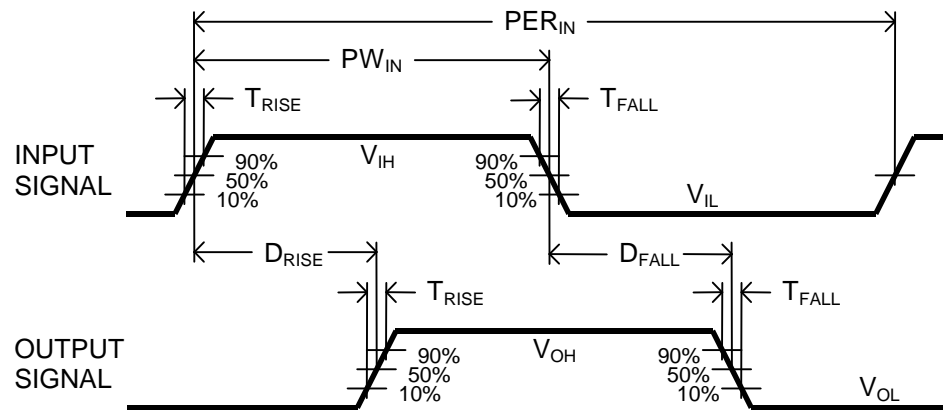 PER_IN
PW_IN
T_RISE
T_FALL
INPUT
SIGNAL
V_IH
V_IL
90%
50%
10%
90%
50%
10%
D_RISE
D_FALL
T_RISE
T_FALL
OUTPUT
SIGNAL
V_OH
V_OL
90%
50%
10%
90%
50%
10%